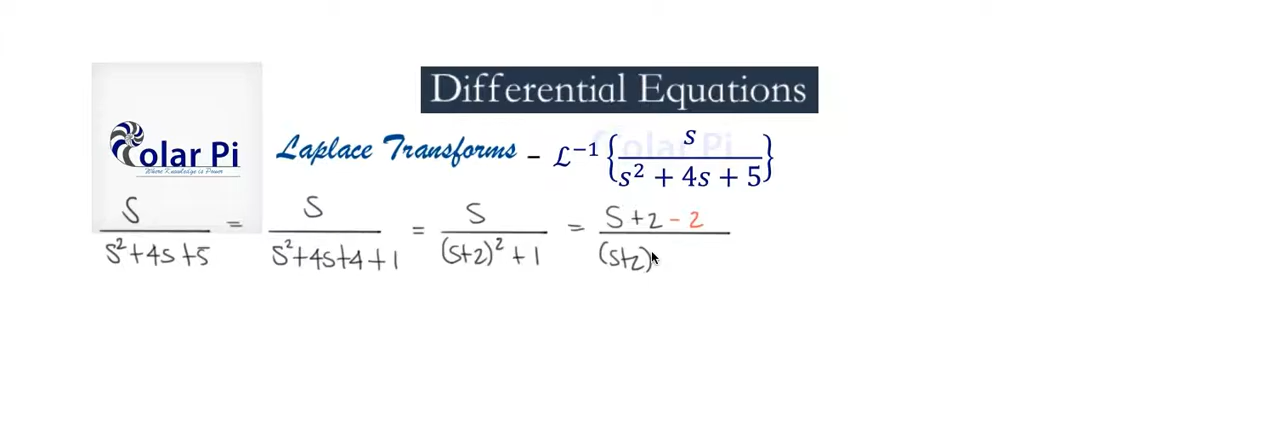 Differential Equations
Colar Pi
Where Knowledge is Power
Laplace Transforms – ℒ⁻¹{s/(s² + 4s + 5)}
S/(S²+4S+5) = S/(S²+4S+4+1) = S/((S+2)²+1) = (S+2-2)/(S+2)